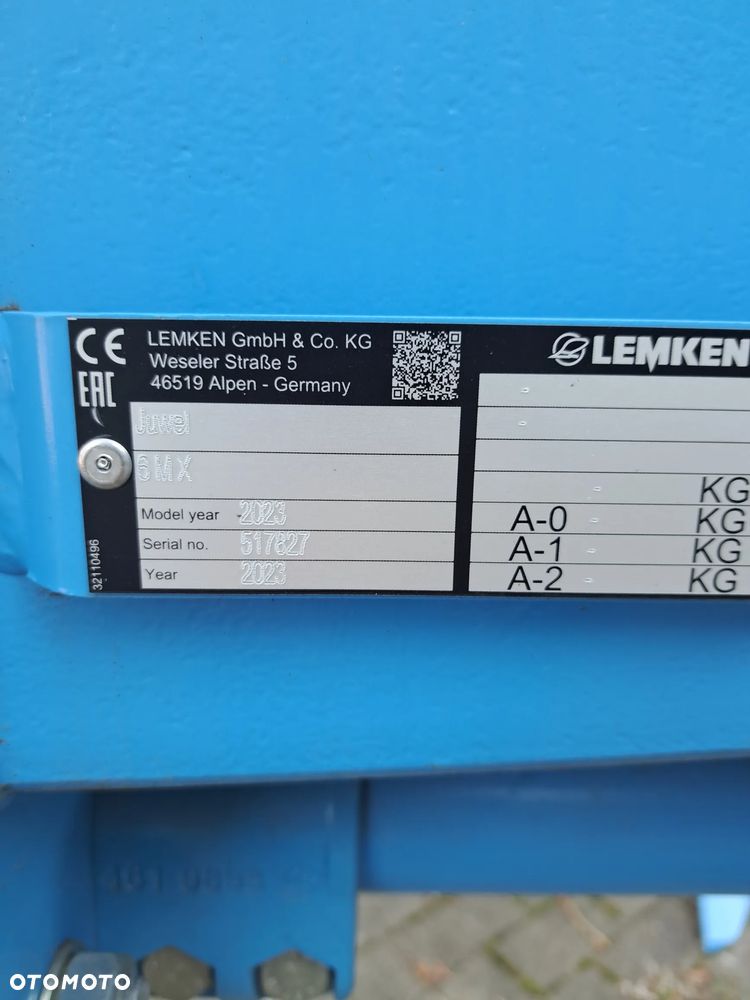 CE
EAC
LEMKEN GmbH & Co. KG
Weseler Straße 5
46519 Alpen - Germany
LEMKEN
Juwel
6 M X
Model year 2023
Serial no. 517827
Year 2023
32110496
- 
-
- KG
A-0 - KG
A-1 - KG
A-2 - KG
OTOMOTO